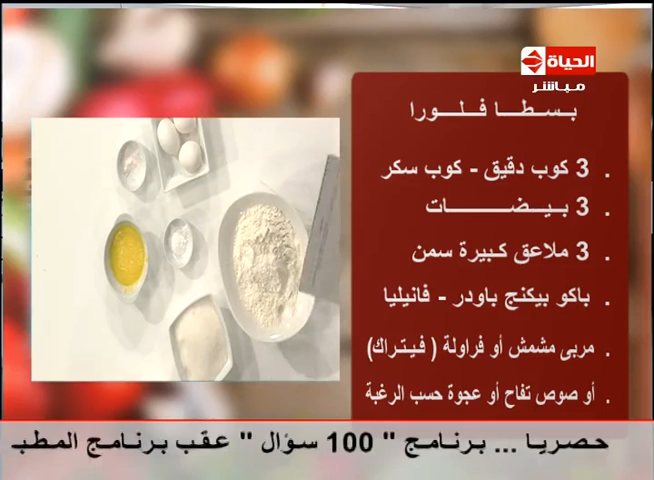 الحياة
مباشر
بسطا فلورا
3 كوب دقيق - كوب سكر .
3 بيضات .
3 ملاعق كبيرة سمن .
باكو بيكنج باودر - فانيليا .
مربى مشمش أو فراولة ( فيتراك) .
أو صوص تفاح أو عجوة حسب الرغبة .
حصريا ... برنامج " 100 سؤال " عقب برنامج المطب